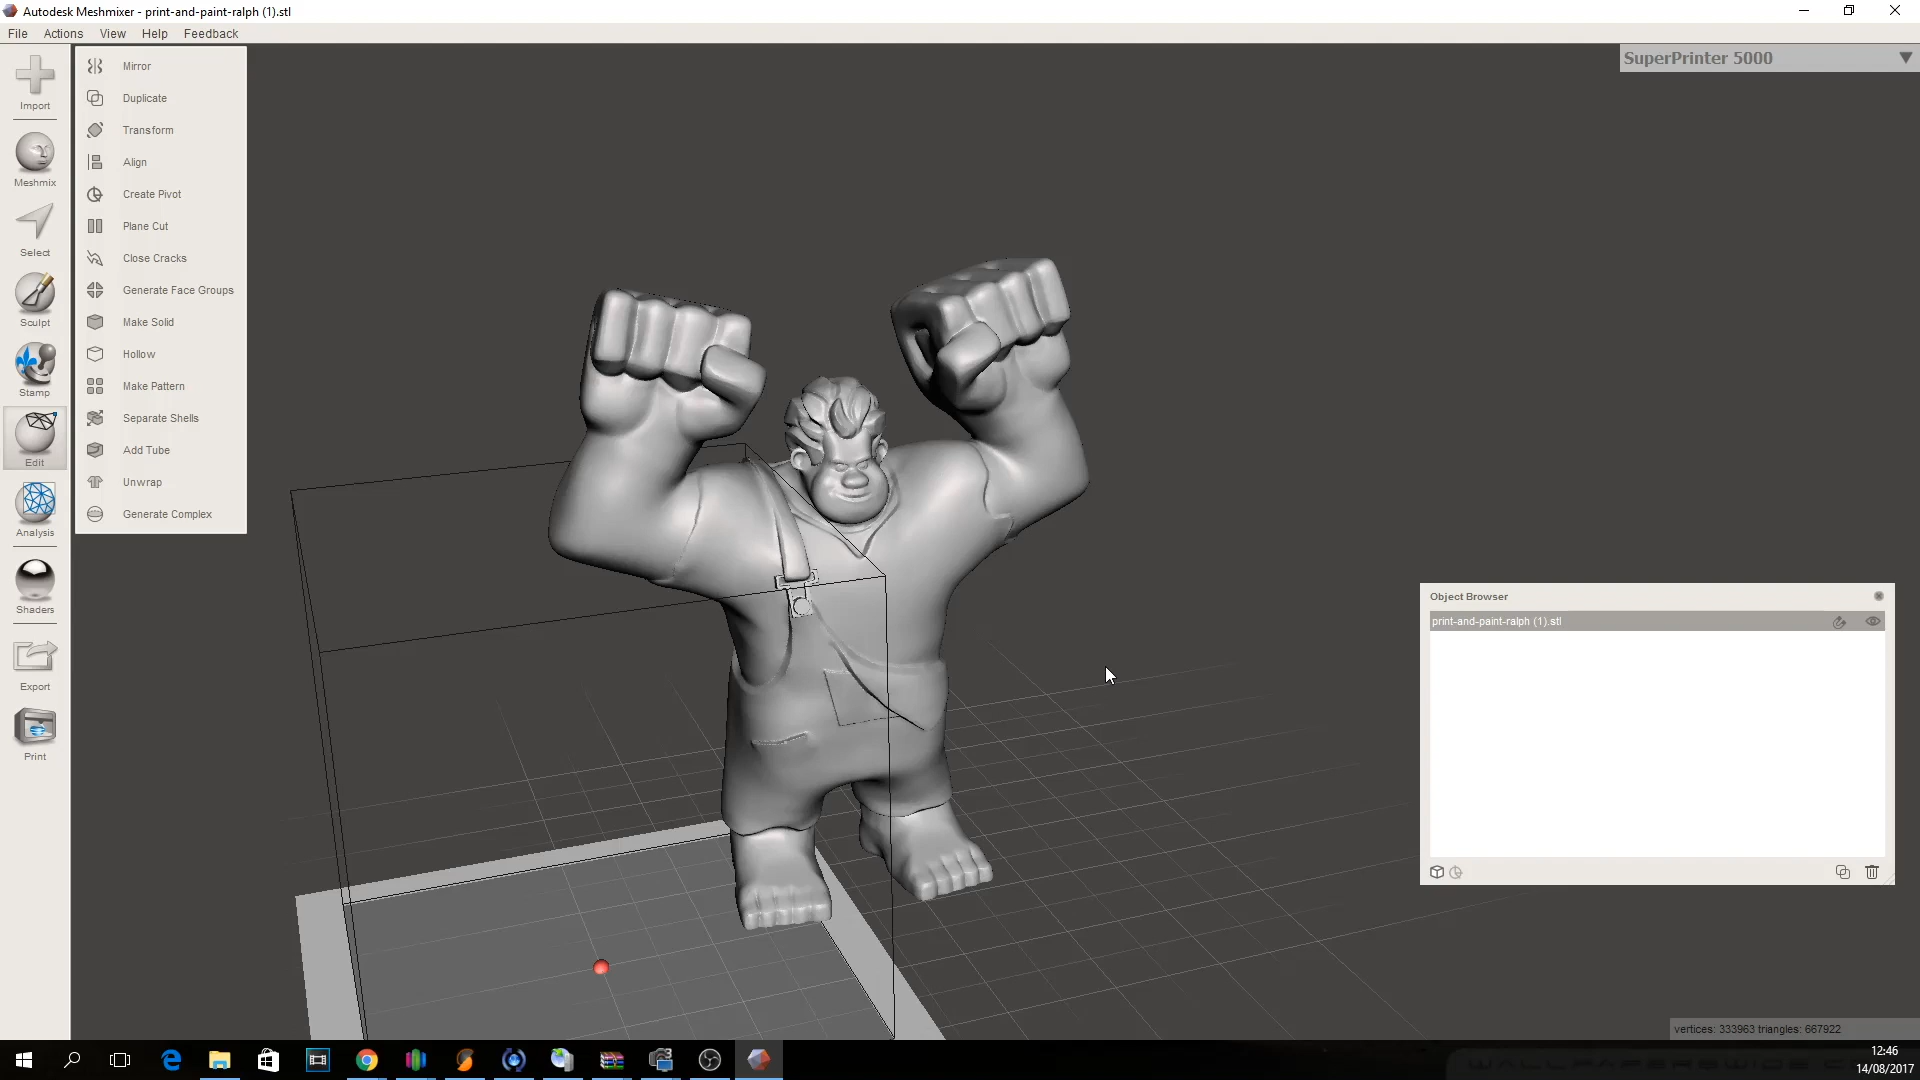 Autodesk Meshmixer - print-and-paint-ralph (1).stl
File Actions View Help Feedback
SuperPrinter 5000
Import
Meshmix
Select
Sculpt
Stamp
Edit
Analysis
Shaders
Export
Print
Mirror
Duplicate
Transform
Align
Create Pivot
Plane Cut
Close Cracks
Generate Face Groups
Make Solid
Hollow
Make Pattern
Separate Shells
Add Tube
Unwrap
Generate Complex
Object Browser
print-and-paint-ralph (1).stl
vertices: 333963 triangles: 667922
12:46
14/08/2017